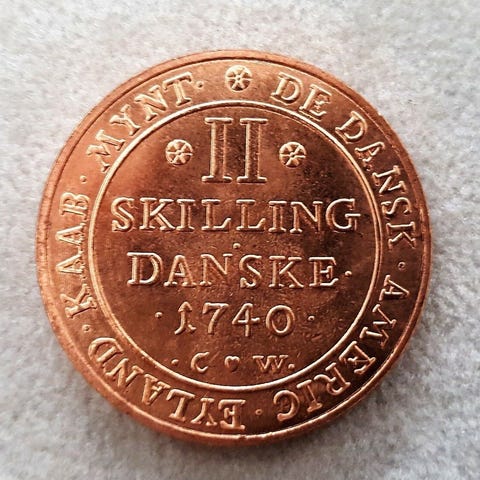 DE DANSK · AMERIC · EYLAND · KAAB · MYNT ·
II
SKILLING
DANSKE ·
· 1740 ·
· C ♥ W. ·